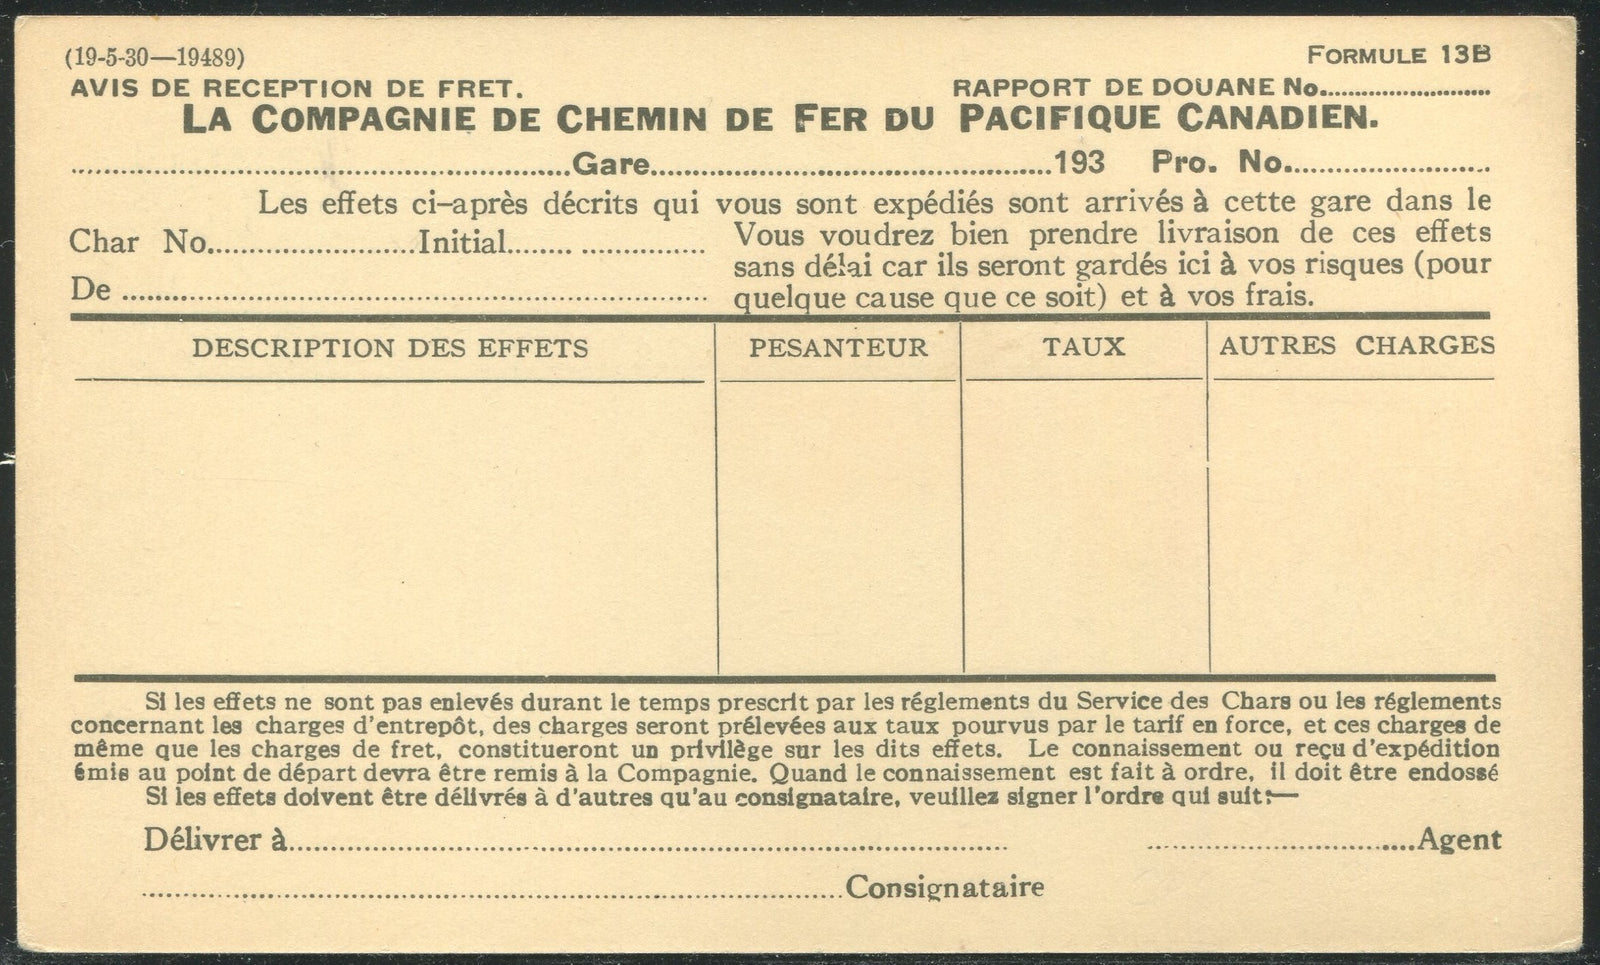 (19-5-30—19489)
FORMULE 13B
AVIS DE RECEPTION DE FRET.
RAPPORT DE DOUANE No..............................
LA COMPAGNIE DE CHEMIN DE FER DU PACIFIQUE CANADIEN.
..............................Gare..............................193 Pro. No..............................
Les effets ci-après décrits qui vous sont expédiés sont arrivés à cette gare dans le
Char No......................Initial........ ...............
De ..............................
Vous voudrez bien prendre livraison de ces effets
sans délai car ils seront gardés ici à vos risques (pour
quelque cause que ce soit) et à vos frais.
DESCRIPTION DES EFFETS
PESANTEUR
TAUX
AUTRES CHARGES
Si les effets ne sont pas enlevés durant le temps prescrit par les réglements du Service des Chars ou les réglements
concernant les charges d'entrepôt, des charges seront prélevées aux taux pourvus par le tarif en force, et ces charges de
même que les charges de fret, constitueront un privilège sur les dits effets. Le connaissement ou reçu d'expédition
émis au point de départ devra être remis à la Compagnie. Quand le connaissement est fait à ordre, il doit être endossé
Si les effets doivent être délivrés à d'autres qu'au consignataire, veuillez signer l'ordre qui suit:—
Délivrer à..............................
..............................Agent
..............................Consignataire